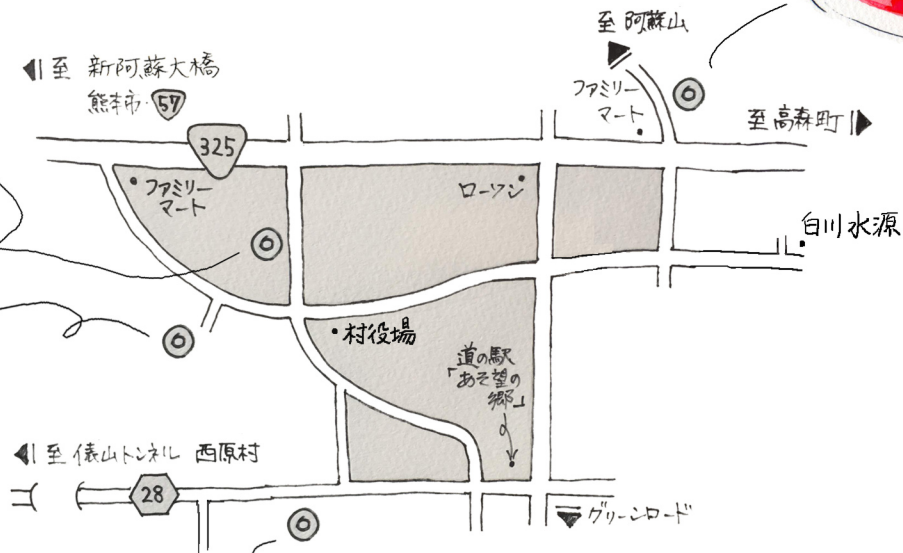 至 阿蘇山
至 新阿蘇大橋
熊本市・57
ファミリー
マート
至高森町
325
ファミリー
マート
ローソン
白川水源
村役場
道の駅
「あそ望の
郷」
至 俵山トンネル 西原村
28
グリーンロード